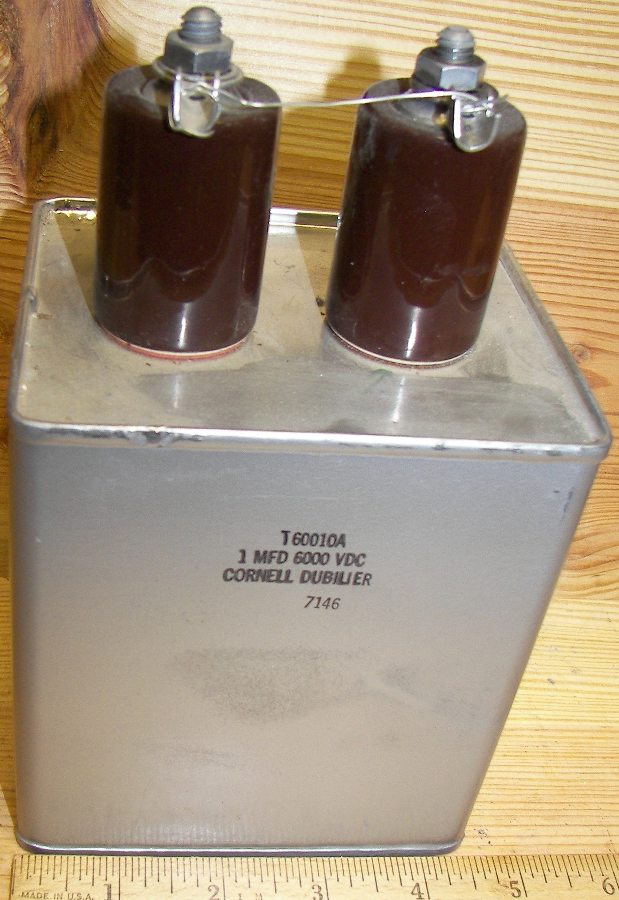 T60010A
1 MFD 6000 VDC
CORNELL DUBILIER
7146
MADE IN U.S.A. 1 2 3 4 5 6